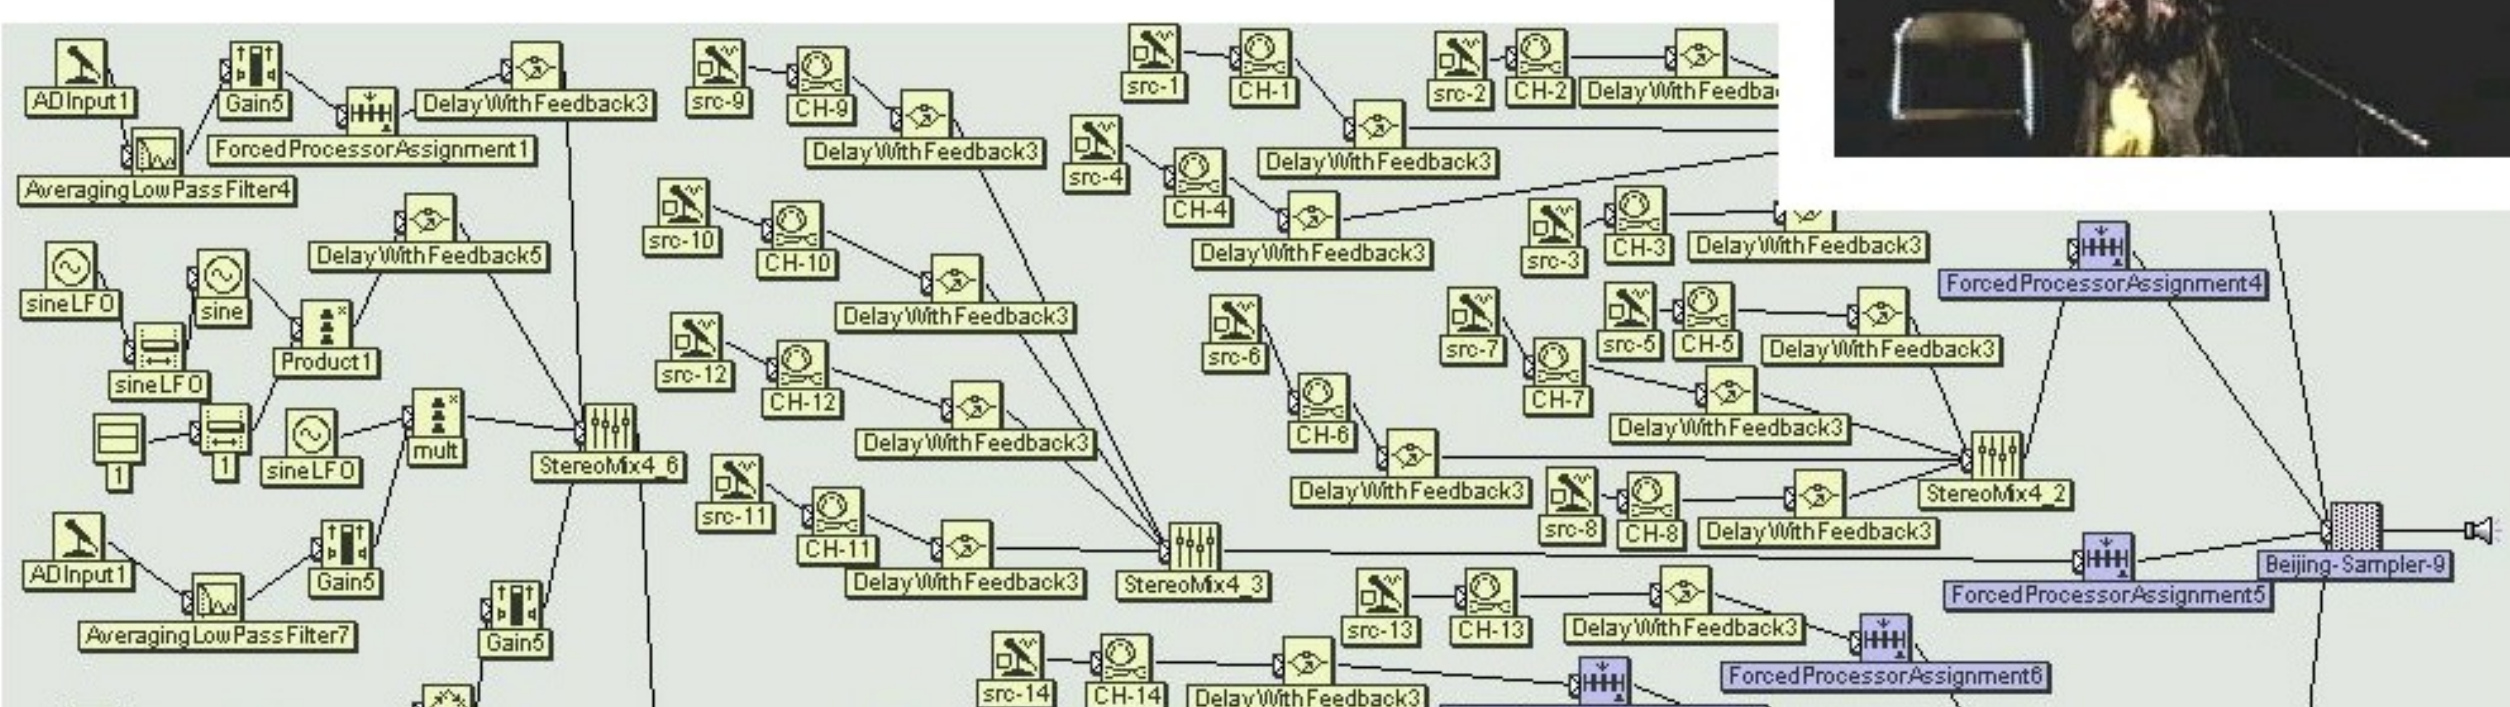 ADInput1
Gain5
DelayWithFeedback3
ForcedProcessorAssignment1
AveragingLowPassFilter4
DelayWithFeedback5
sineLFO
sine
Product1
sineLFO
1
1
sineLFO
mult
StereoMix4_6
ADInput1
Gain5
AveragingLowPassFilter7
Gain5
src-9
CH-9
DelayWithFeedback3
src-10
CH-10
DelayWithFeedback3
src-12
CH-12
DelayWithFeedback3
src-11
CH-11
DelayWithFeedback3
StereoMix4_3
src-1
CH-1
DelayWithFeedback3
src-2
CH-2
DelayWithFeedba
src-4
CH-4
DelayWithFeedback3
src-3
CH-3
DelayWithFeedback3
ForcedProcessorAssignment4
src-6
CH-6
DelayWithFeedback3
src-7
CH-7
DelayWithFeedback3
src-5
CH-5
DelayWithFeedback3
src-8
CH-8
DelayWithFeedback3
StereoMix4_2
Beijing-Sampler-9
ForcedProcessorAssignment5
src-13
CH-13
DelayWithFeedback3
ForcedProcessorAssignment6
src-14
CH-14
DelayWithFeedback3